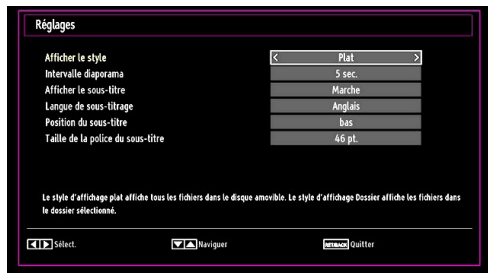 Réglages
Afficher le style < Plat >
Intervalle diaporama 5 sec.
Afficher le sous-titre Marche
Langue de sous-titrage Anglais
Position du sous-titre bas
Taille de la police du sous-titre 46 pt.
Le style d'affichage plat affiche tous les fichiers dans le disque amovible. Le style d'affichage Dossier affiche les fichiers dans
le dossier sélectionné.
Sélect. Naviguer Quitter